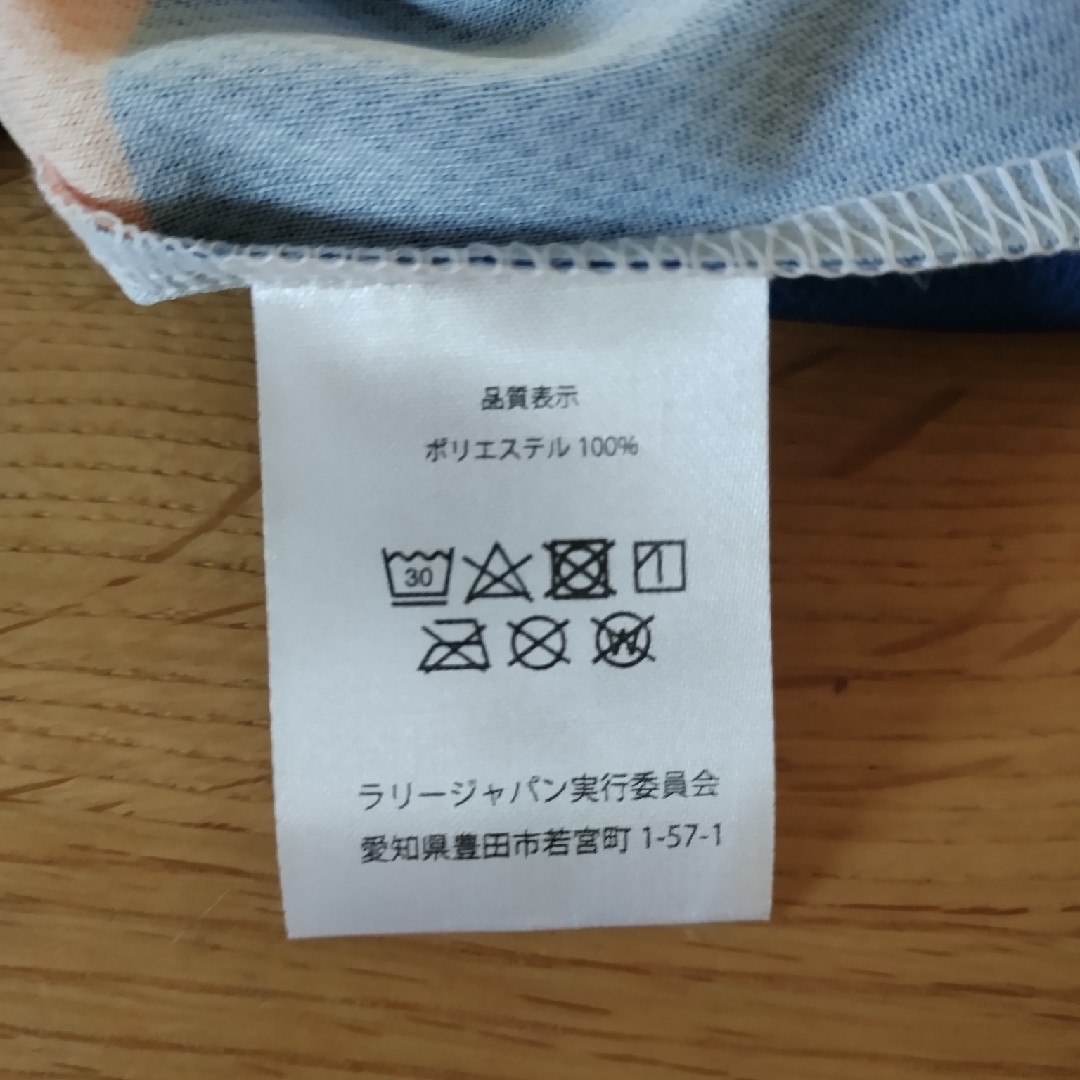 品質表示
ポリエステル 100%
30
W
ラリージャパン実行委員会
愛知県豊田市若宮町 1-57-1